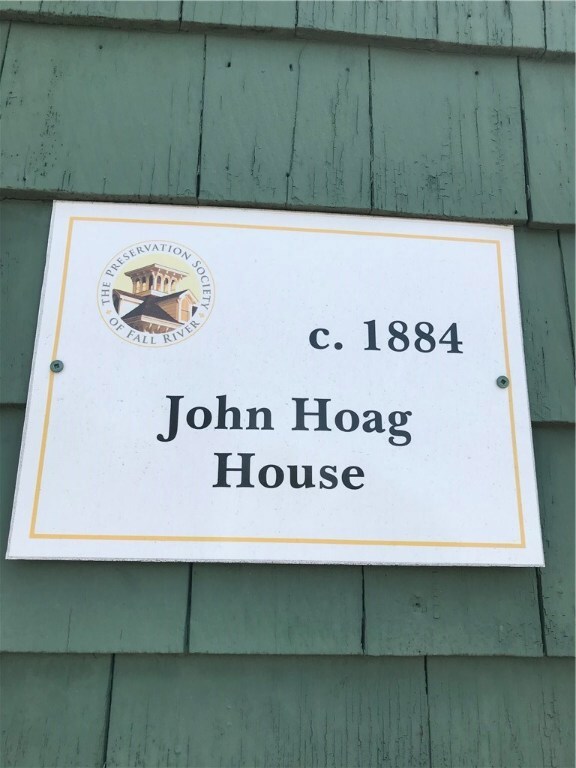 THE PRESERVATION SOCIETY
OF FALL RIVER
c. 1884
John Hoag
House